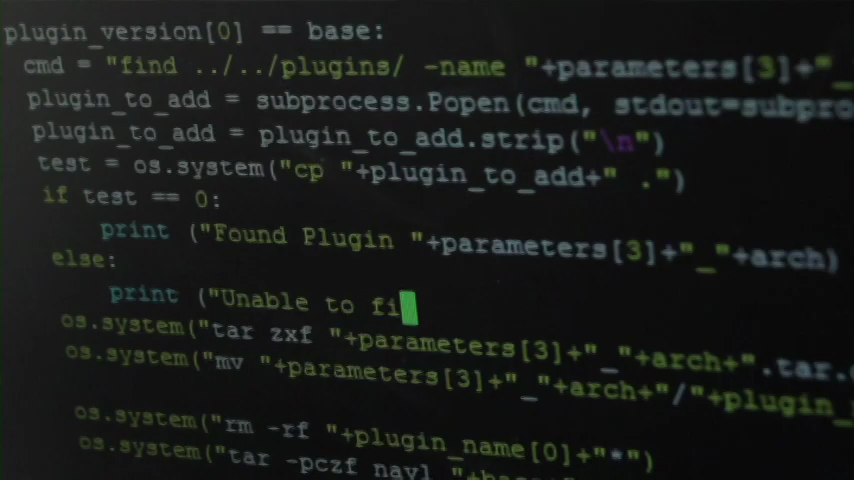 plugin_version[0] == base:
cmd = "find ../../plugins/ -name "+parameters[3]+"_
plugin_to_add = subprocess.Popen(cmd, stdout=subpro
plugin_to_add = plugin_to_add.strip("\n")
test = os.system("cp "+plugin_to_add+" .")
if test == 0:
print ("Found Plugin "+parameters[3]+"_"+arch)
else:
print ("Unable to fi
os.system("tar zxf "+parameters[3]+"_"+arch+".tar.
os.system("mv "+parameters[3]+"_"+arch+"/"+plugin_
os.system("rm -rf "+plugin_name[0]+"*")
os.system("tar -pczf navl